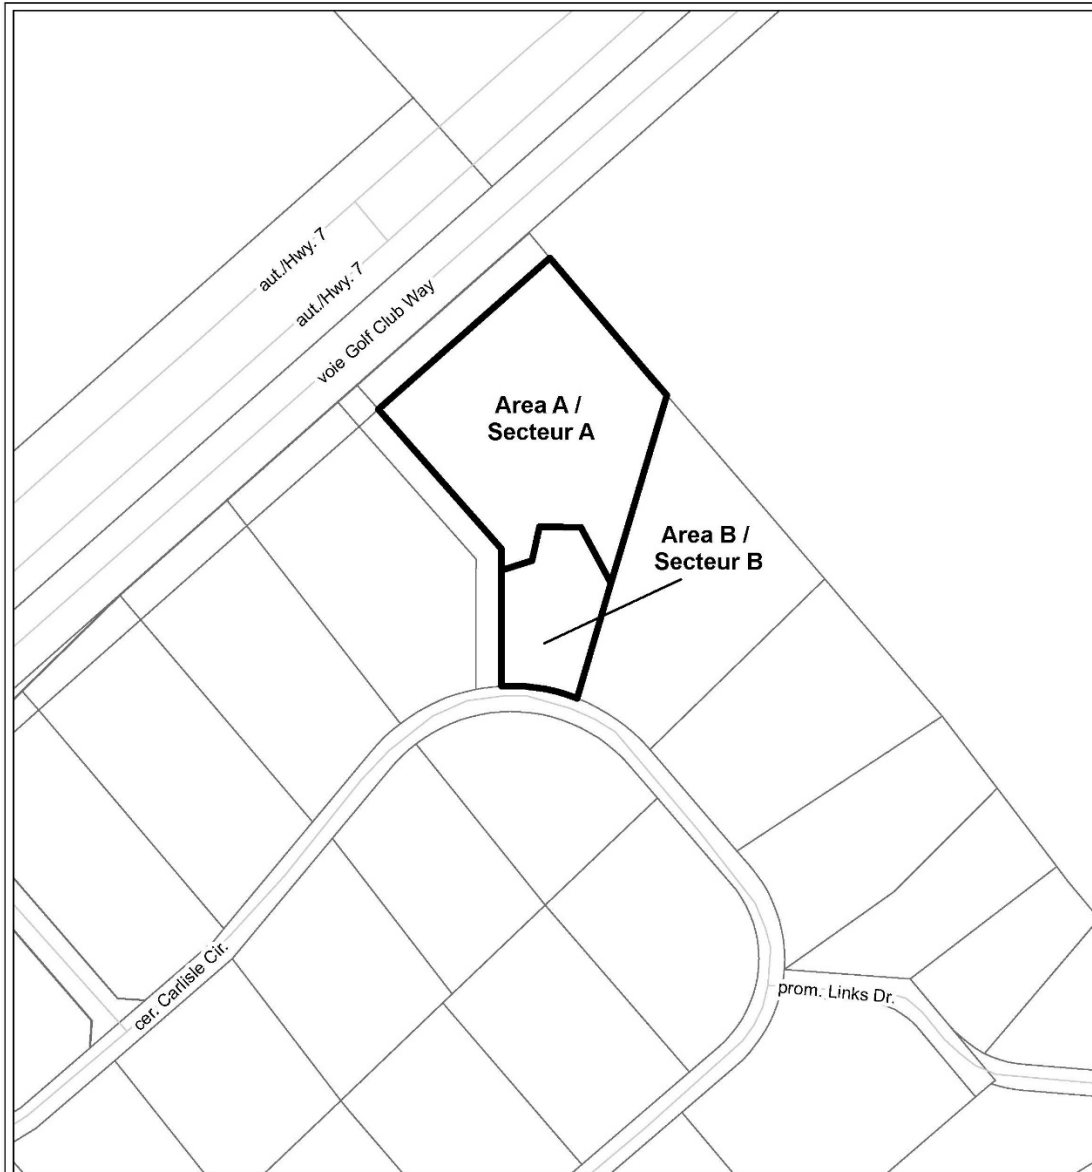 aut./Hwy. 7
aut./Hwy. 7
voie Golf Club Way
Area A /
Secteur A
Area B /
Secteur B
cer. Carlisle Cir.
prom. Links Dr.